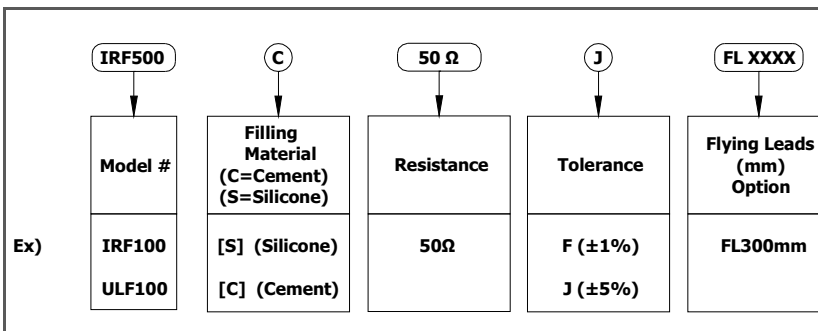 IRF500 C 50 Ω J FL XXXX
Model #
Filling
Material
(C=Cement)
(S=Silicone)
Resistance
Tolerance
Flying Leads
(mm)
Option
Ex) IRF100 [S] (Silicone) 50Ω F (±1%) FL300mm
ULF100 [C] (Cement) J (±5%)